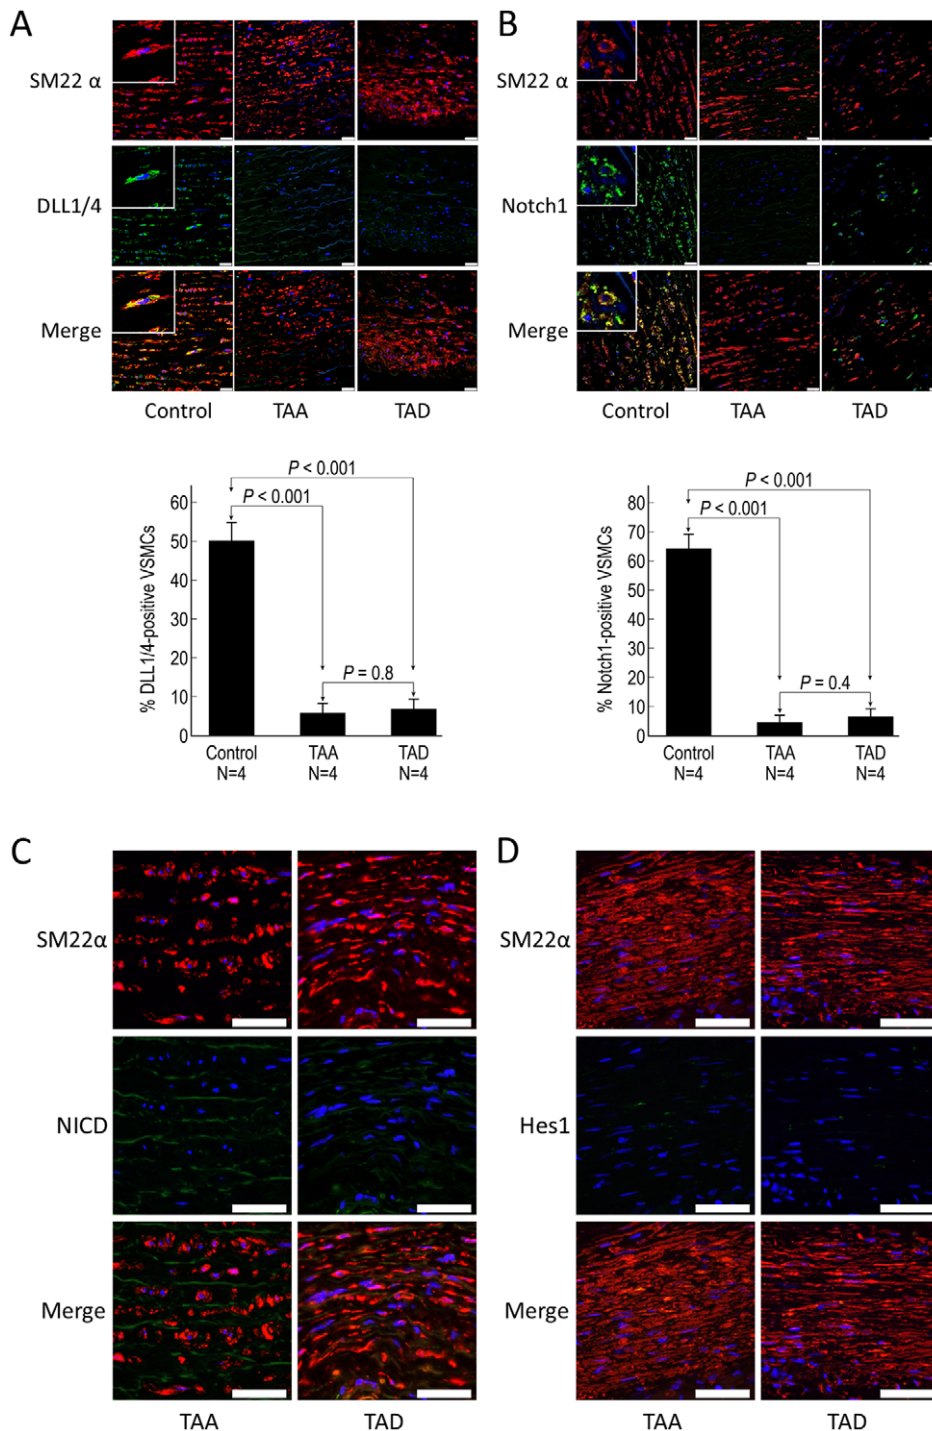 A
B
SM22 α
SM22 α
DLL1/4
Notch1
Merge
Merge
Control TAA TAD
Control TAA TAD
P < 0.001
P < 0.001
P = 0.8
% DLL1/4-positive VSMCs
60
50
40
30
20
10
0
Control TAA TAD
N=4 N=4 N=4
P < 0.001
P < 0.001
P = 0.4
% Notch1-positive VSMCs
80
70
60
50
40
30
20
10
0
Control TAA TAD
N=4 N=4 N=4
C
D
SM22α
SM22α
NICD
Hes1
Merge
Merge
TAA TAD
TAA TAD